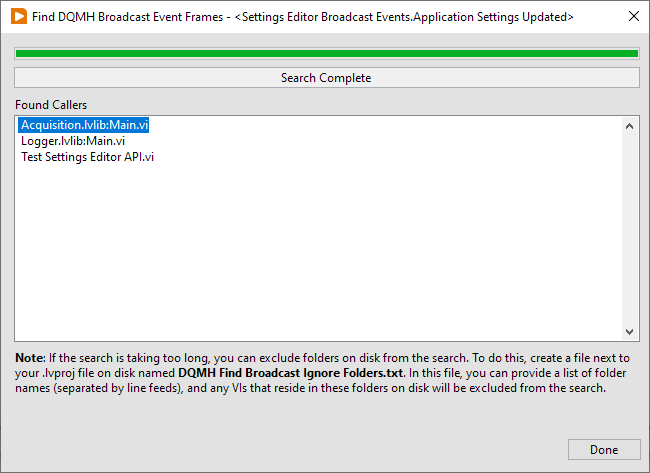 Find DQMH Broadcast Event Frames - <Settings Editor Broadcast Events.Application Settings Updated>
Search Complete
Found Callers
Acquisition.lvlib:Main.vi
Logger.lvlib:Main.vi
Test Settings Editor API.vi
Note: If the search is taking too long, you can exclude folders on disk from the search. To do this, create a file next to
your .lvproj file on disk named DQMH Find Broadcast Ignore Folders.txt. In this file, you can provide a list of folder
names (separated by line feeds), and any VIs that reside in these folders on disk will be excluded from the search.
Done